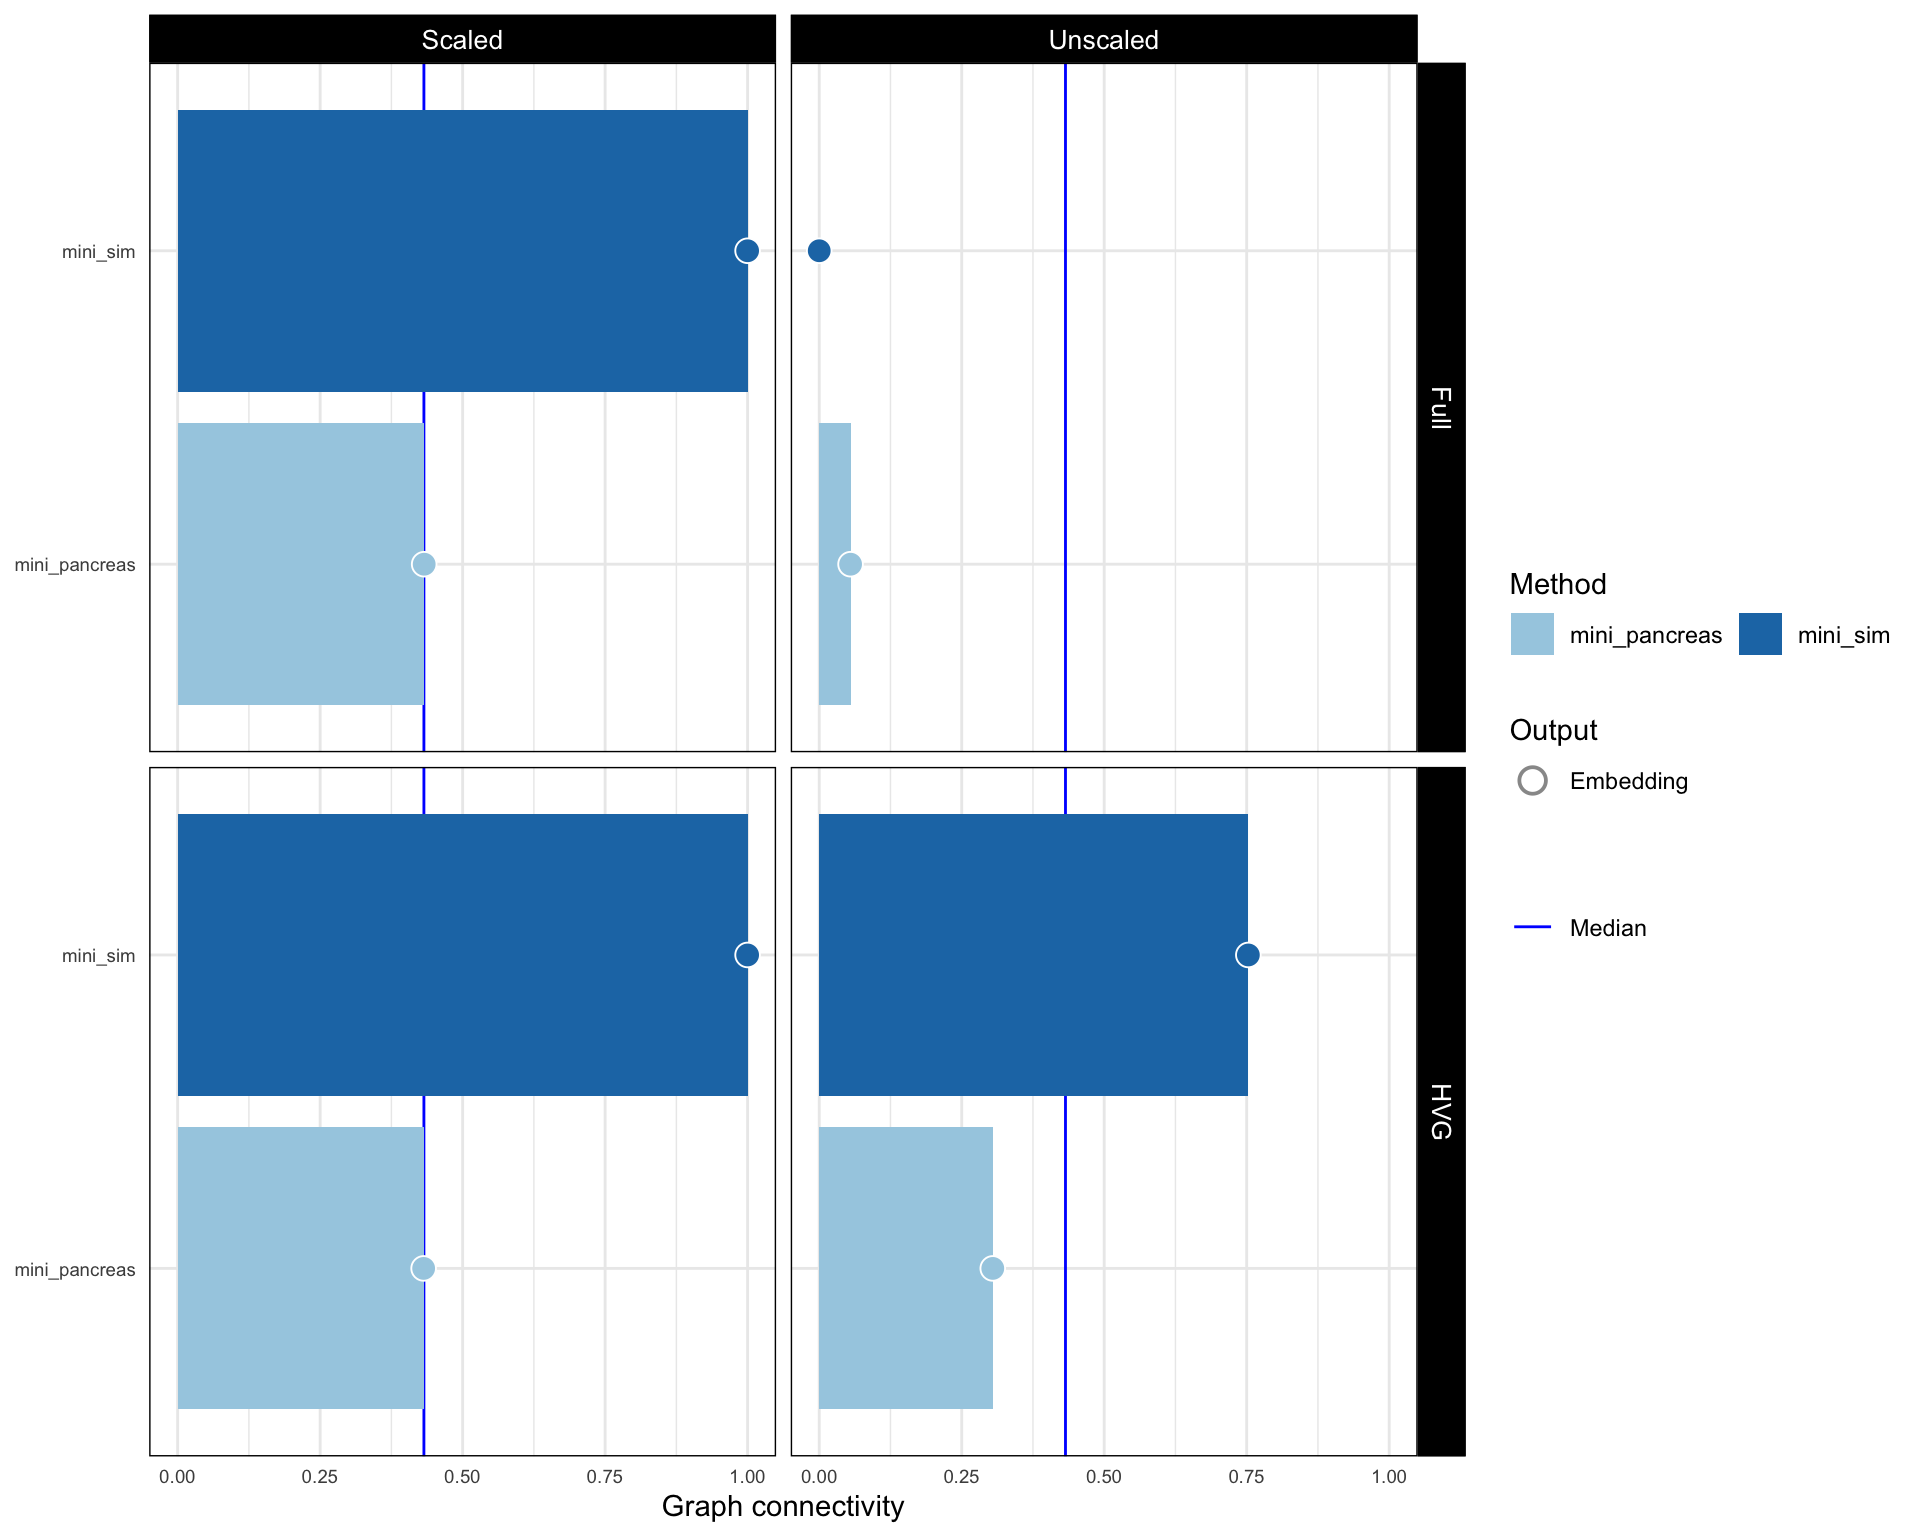 Scaled
Unscaled
mini_sim
mini_pancreas
Full
mini_sim
mini_pancreas
HVG
0.00 0.25 0.50 0.75 1.00
0.00 0.25 0.50 0.75 1.00
Graph connectivity
Method
mini_pancreas mini_sim
Output
Embedding
Median